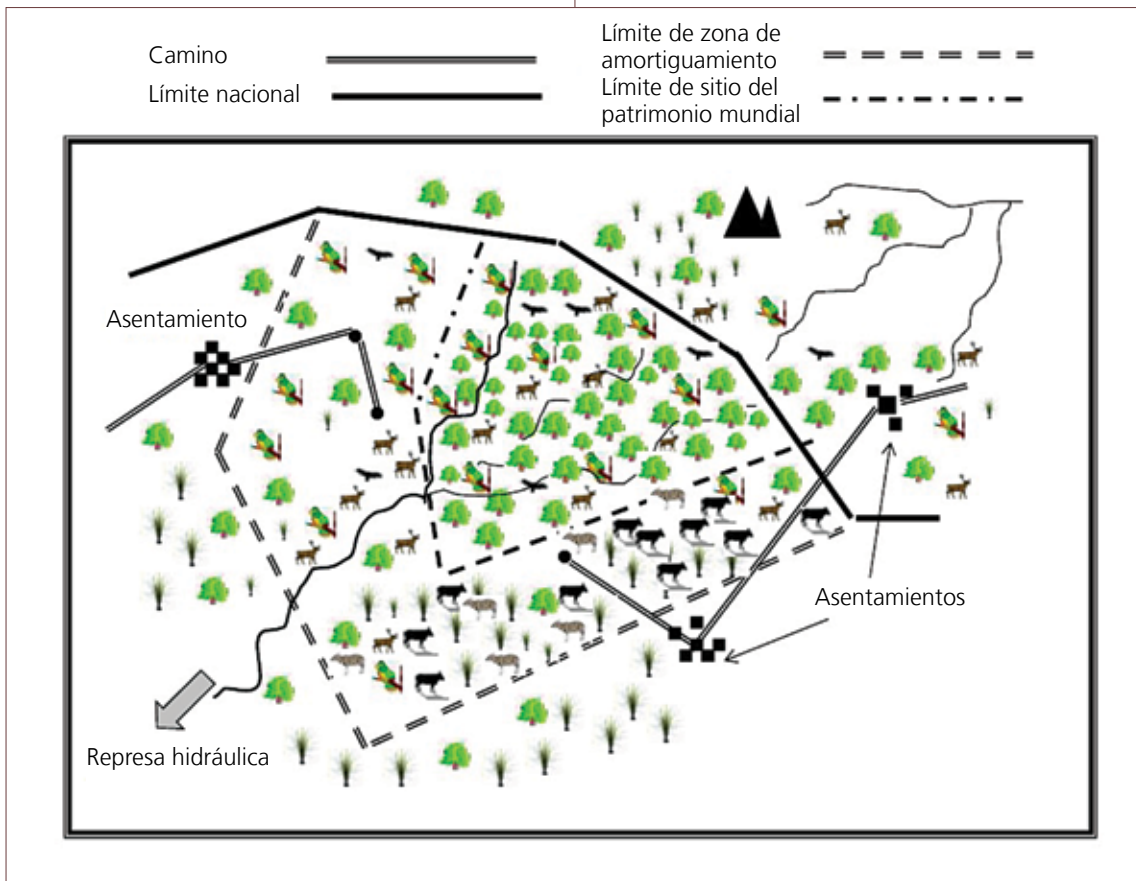 Camino
Límite nacional
Límite de zona de
amortiguamiento
Límite de sitio del
patrimonio mundial
Asentamiento
Asentamientos
Represa hidráulica